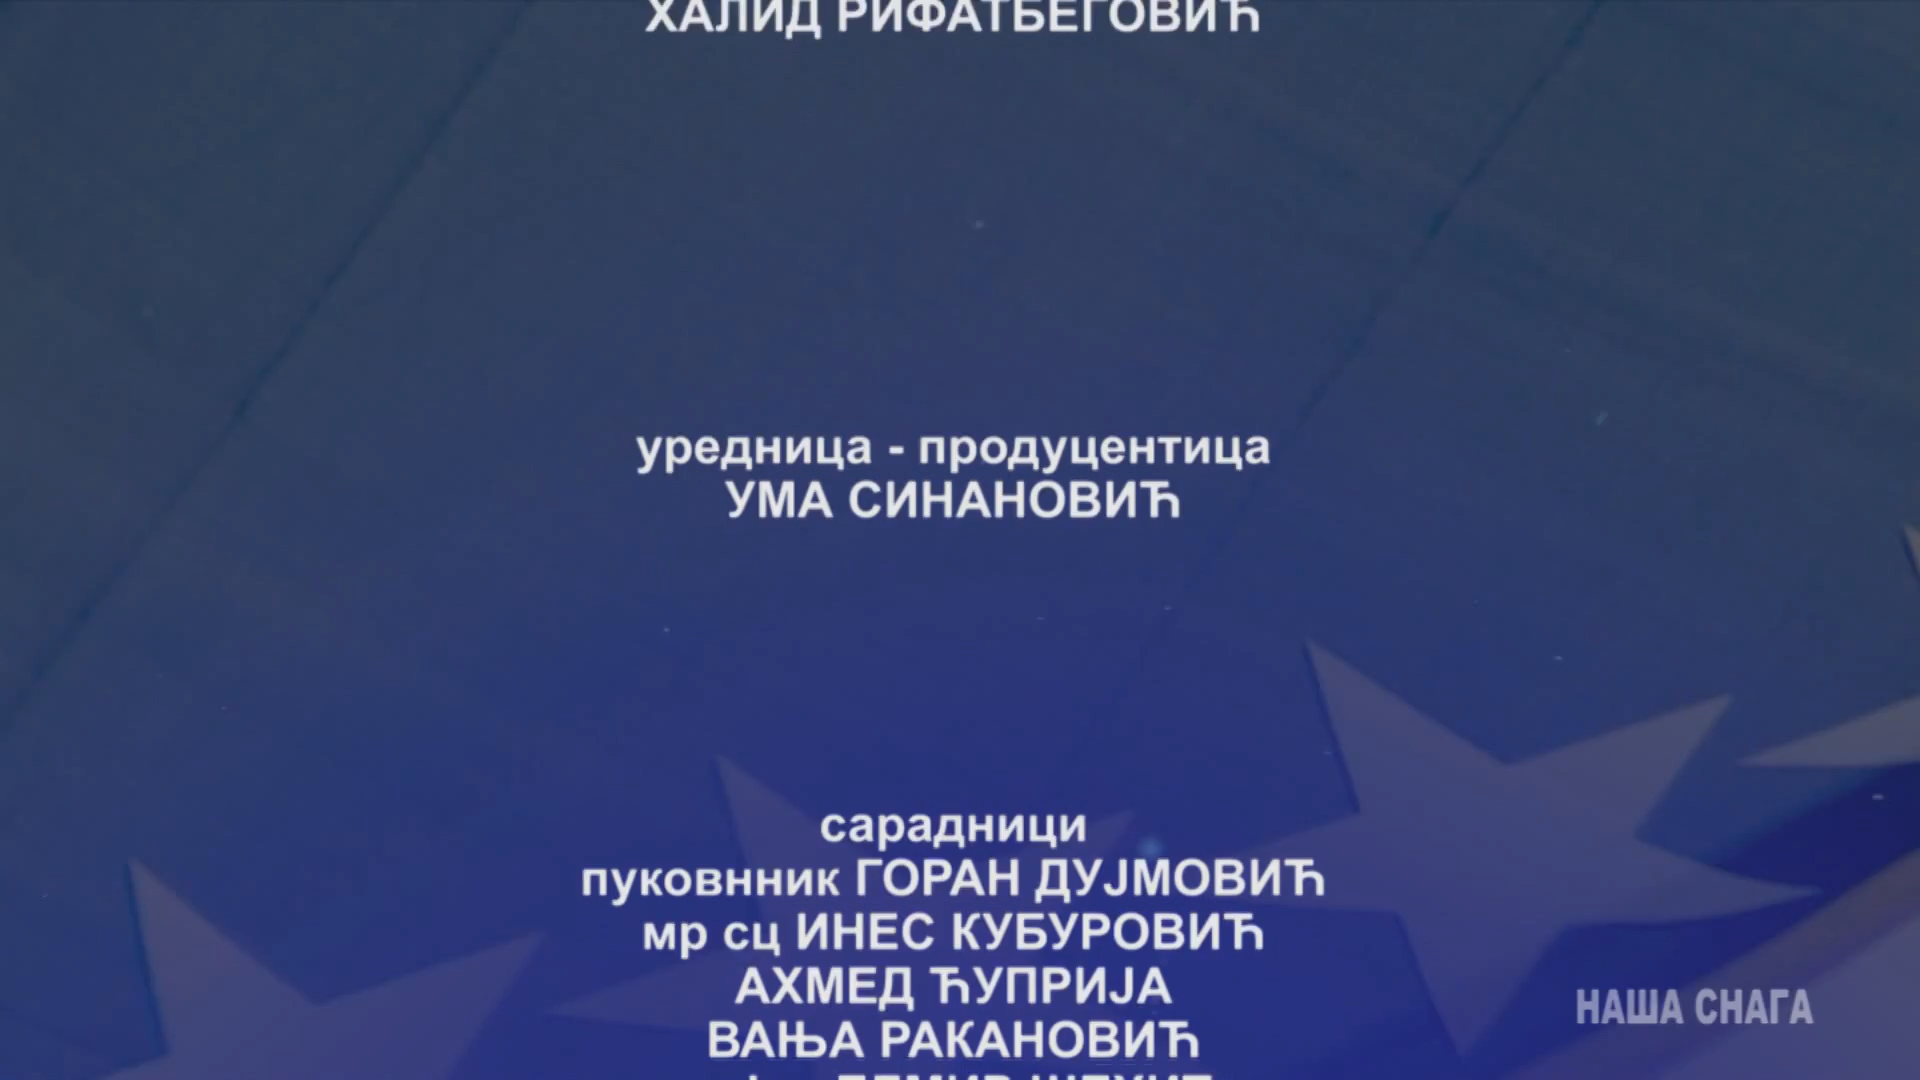 ХАЛИД РИФАТБЕГОВИЋ
уредница - продуцентица
УМА СИНАНОВИЋ
сарадници
пуковнник ГОРАН ДУЈМОВИЋ
мр сц ИНЕС КУБУРОВИЋ
АХМЕД ЋУПРИЈА
ВАЊА РАКАНОВИЋ
НАША СНАГА